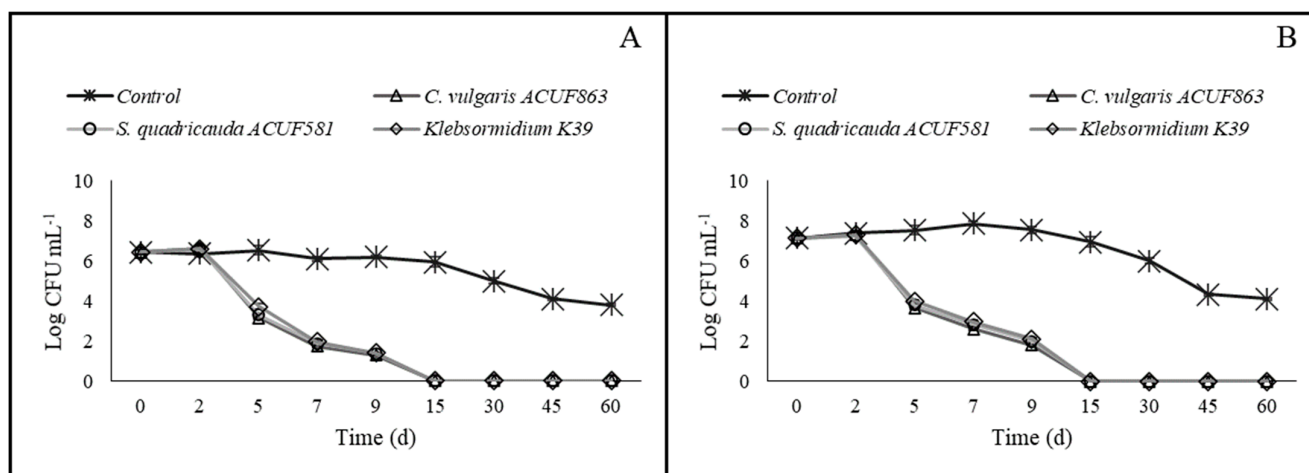 A
Control
C. vulgaris ACUF863
S. quadricauda ACUF581
Klebsormidium K39
10
8
6
4
2
0
Log CFU mL-1
0 2 5 7 9 15 30 45 60
Time (d)
B
Control
C. vulgaris ACUF863
S. quadricauda ACUF581
Klebsormidium K39
10
8
6
4
2
0
Log CFU mL-1
0 2 5 7 9 15 30 45 60
Time (d)